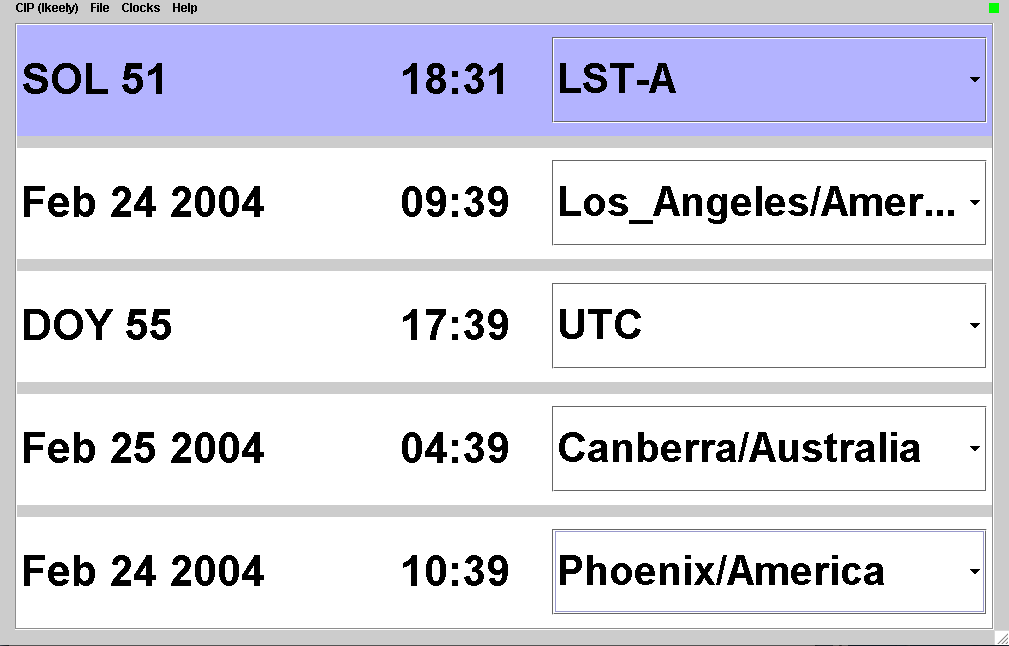 CIP (lkeely) File Clocks Help
SOL 51 18:31 LST-A
Feb 24 2004 09:39 Los_Angeles/Amer...
DOY 55 17:39 UTC
Feb 25 2004 04:39 Canberra/Australia
Feb 24 2004 10:39 Phoenix/America